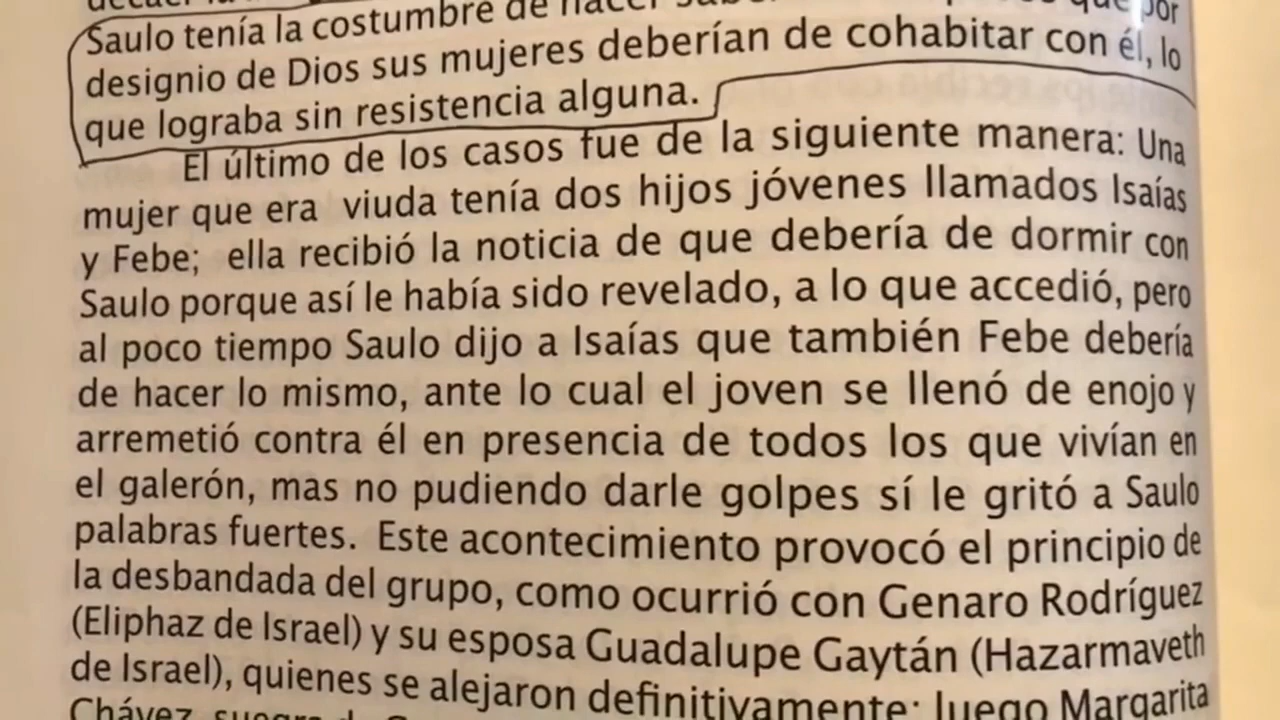 Saulo tenía la costumbre de hacer
designio de Dios sus mujeres deberían de cohabitar con él, lo
que lograba sin resistencia alguna.
El último de los casos fue de la siguiente manera: Una
mujer que era viuda tenía dos hijos jóvenes llamados Isaías
y Febe; ella recibió la noticia de que debería de dormir con
Saulo porque así le había sido revelado, a lo que accedió, pero
al poco tiempo Saulo dijo a Isaías que también Febe debería
de hacer lo mismo, ante lo cual el joven se llenó de enojo y
arremetió contra él en presencia de todos los que vivían en
el galerón, mas no pudiendo darle golpes sí le gritó a Saulo
palabras fuertes. Este acontecimiento provocó el principio de
la desbandada del grupo, como ocurrió con Genaro Rodríguez
(Eliphaz de Israel) y su esposa Guadalupe Gaytán (Hazarmaveth
de Israel), quienes se alejaron definitivamente; luego Margarita
Chávez, suegra de